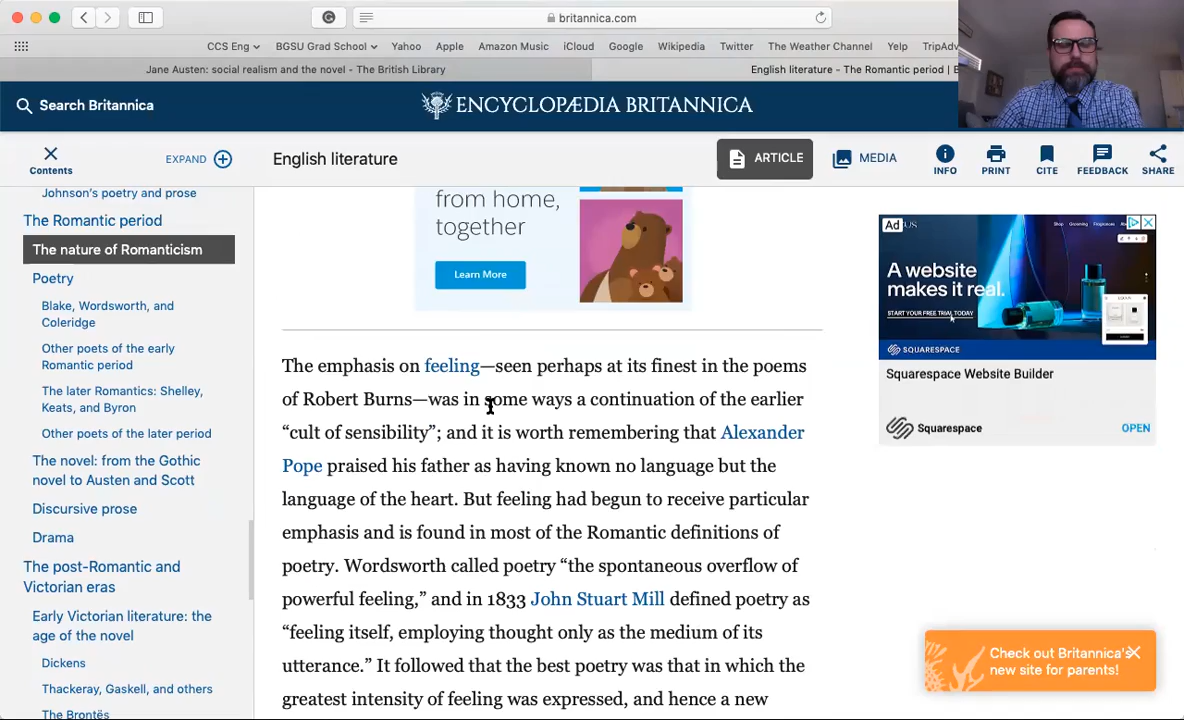 britannica.com
CCS Eng
BGSU Grad School
Yahoo
Apple
Amazon Music
iCloud
Google
Wikipedia
Twitter
The Weather Channel
Yelp
TripAdv
Jane Austen: social realism and the novel - The British Library
English literature - The Romantic period |
Search Britannica
ENCYCLOPÆDIA BRITANNICA
Contents
EXPAND
English literature
ARTICLE
MEDIA
INFO
PRINT
CITE
FEEDBACK
SHARE
Johnson's poetry and prose
The Romantic period
The nature of Romanticism
Poetry
Blake, Wordsworth, and
Coleridge
Other poets of the early
Romantic period
The later Romantics: Shelley,
Keats, and Byron
Other poets of the later period
The novel: from the Gothic
novel to Austen and Scott
Discursive prose
Drama
The post-Romantic and
Victorian eras
Early Victorian literature: the
age of the novel
Dickens
Thackeray, Gaskell, and others
The Brontës
from home,
together
Learn More
The emphasis on feeling—seen perhaps at its finest in the poems
of Robert Burns—was in some ways a continuation of the earlier
“cult of sensibility”; and it is worth remembering that Alexander
Pope praised his father as having known no language but the
language of the heart. But feeling had begun to receive particular
emphasis and is found in most of the Romantic definitions of
poetry. Wordsworth called poetry “the spontaneous overflow of
powerful feeling,” and in 1833 John Stuart Mill defined poetry as
“feeling itself, employing thought only as the medium of its
utterance.” It followed that the best poetry was that in which the
greatest intensity of feeling was expressed, and hence a new
Ad
A website
makes it real.
START YOUR FREE TRIAL TODAY
SQUARESPACE
Squarespace Website Builder
Squarespace
OPEN
Check out Britannica's
new site for parents!